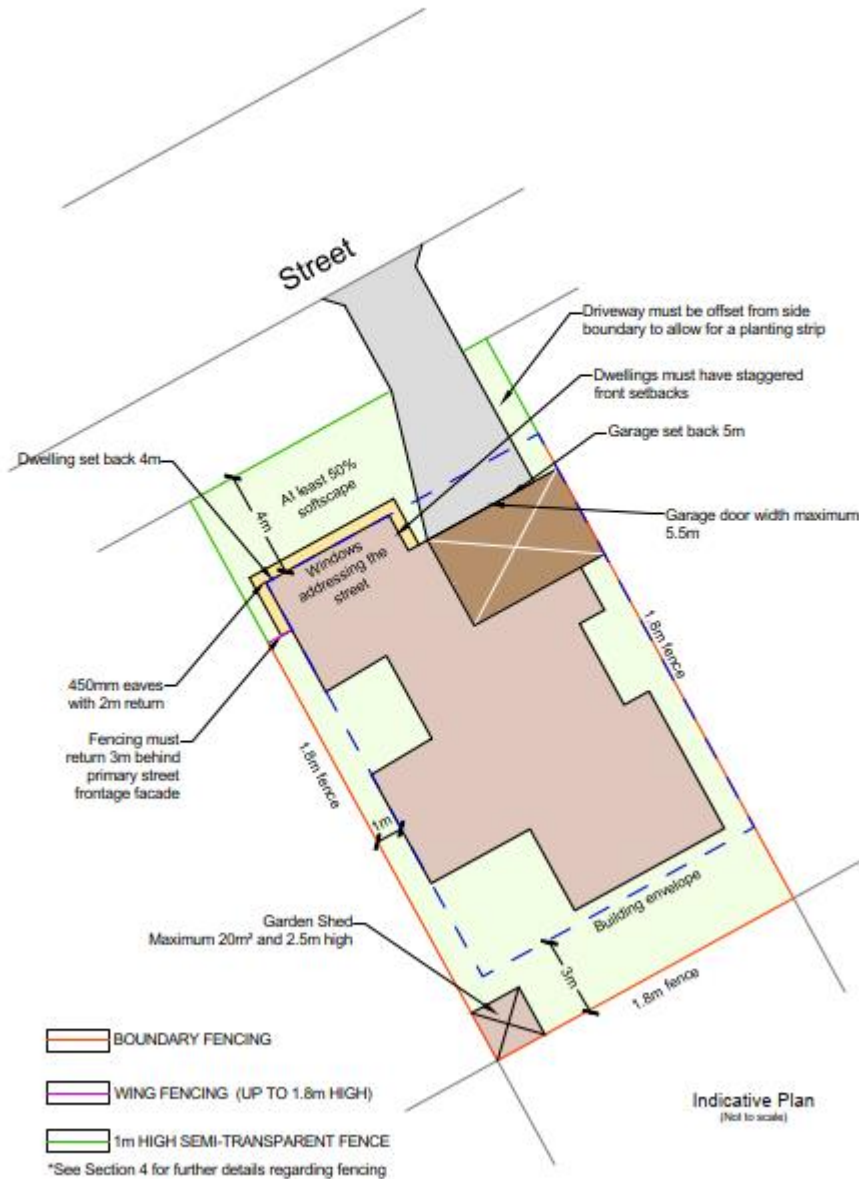 Street
Driveway must be offset from side
boundary to allow for a planting strip
Dwellings must have staggered
front setbacks
Garage set back 5m
Dwelling set back 4m
At least 50%
softscape
4m
Garage door width maximum
5.5m
Windows
addressing the
street
1.8m fence
450mm eaves
with 2m return
Fencing must
return 3m behind
primary street
frontage facade
1.8m fence
1m
Building envelope
Garden Shed
Maximum 20m² and 2.5m high
3m
1.8m fence
BOUNDARY FENCING
WING FENCING (UP TO 1.8m HIGH)
1m HIGH SEMI-TRANSPARENT FENCE
*See Section 4 for further details regarding fencing
Indicative Plan
(Not to scale)